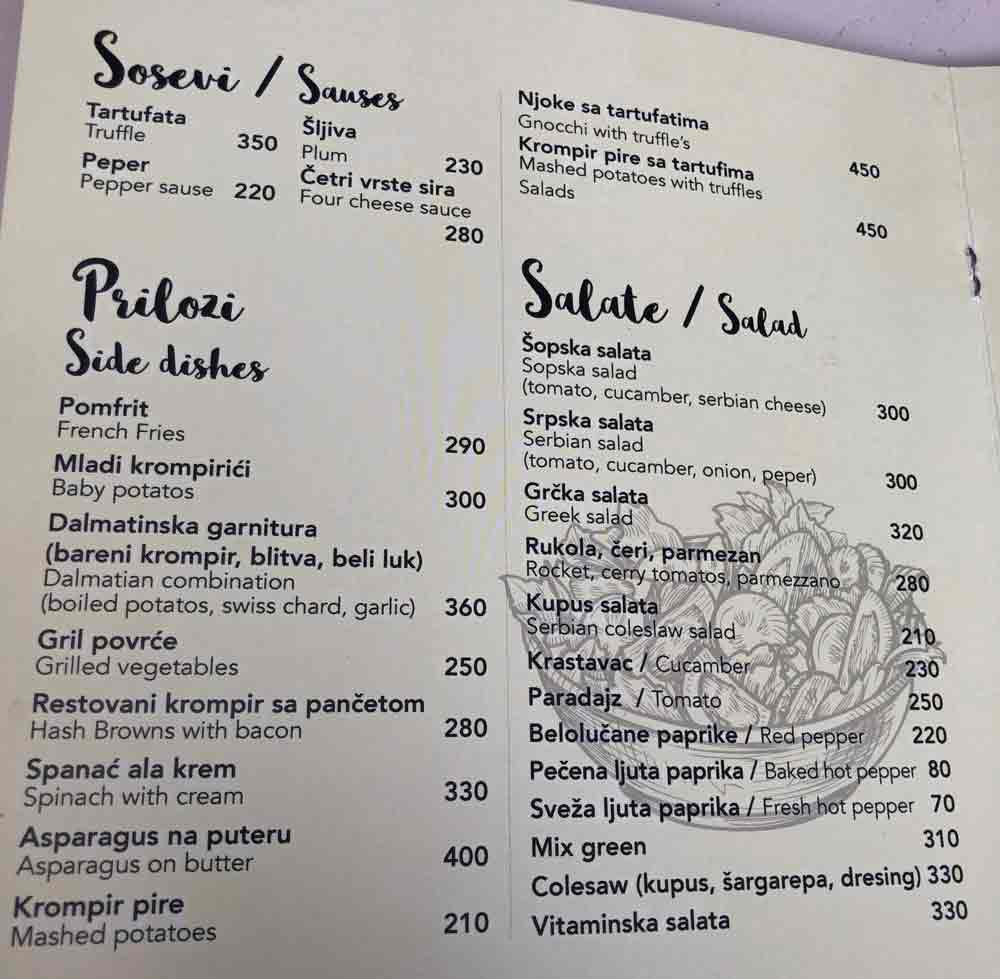 Sosevi / Sauses
Tartufata
Truffle 350
Peper
Pepper sause 220
Šljiva
Plum 230
Četri vrste sira
Four cheese sauce
280
Prilozi
Side dishes
Pomfrit
French Fries 290
Mladi krompirići
Baby potatos 300
Dalmatinska garnitura
(bareni krompir, blitva, beli luk)
Dalmatian combination
(boiled potatos, swiss chard, garlic) 360
Gril povrće
Grilled vegetables 250
Restovani krompir sa pančetom
Hash Browns with bacon 280
Spanać ala krem
Spinach with cream 330
Asparagus na puteru
Asparagus on butter 400
Krompir pire
Mashed potatoes 210
Njoke sa tartufatima
Gnocchi with truffle's 450
Krompir pire sa tartufima
Mashed potatoes with truffles
Salads
450
Salate / Salad
Šopska salata
Sopska salad
(tomato, cucamber, serbian cheese) 300
Srpska salata
Serbian salad
(tomato, cucamber, onion, peper) 300
Grčka salata
Greek salad 320
Rukola, čeri, parmezan
Rocket, cerry tomatos, parmezzano 280
Kupus salata
Serbian coleslaw salad 210
Krastavac / Cucamber 230
Paradajz / Tomato 250
Belolučane paprike / Red pepper 220
Pečena ljuta paprika / Baked hot pepper 80
Sveža ljuta paprika / Fresh hot pepper 70
Mix green 310
Colesaw (kupus, šargarepa, dresing) 330
Vitaminska salata 330